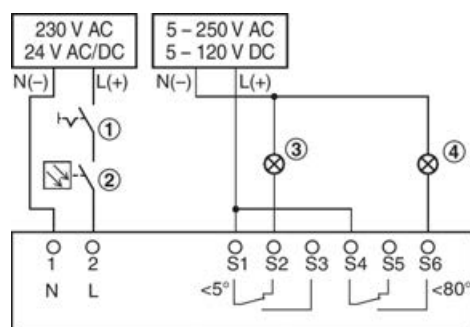 230 V AC
24 V AC/DC
5 – 250 V AC
5 – 120 V DC
N(–) L(+) N(–) L(+)
1
2
3
4
1 2 S1 S2 S3 S4 S5 S6
N L <5° <80°